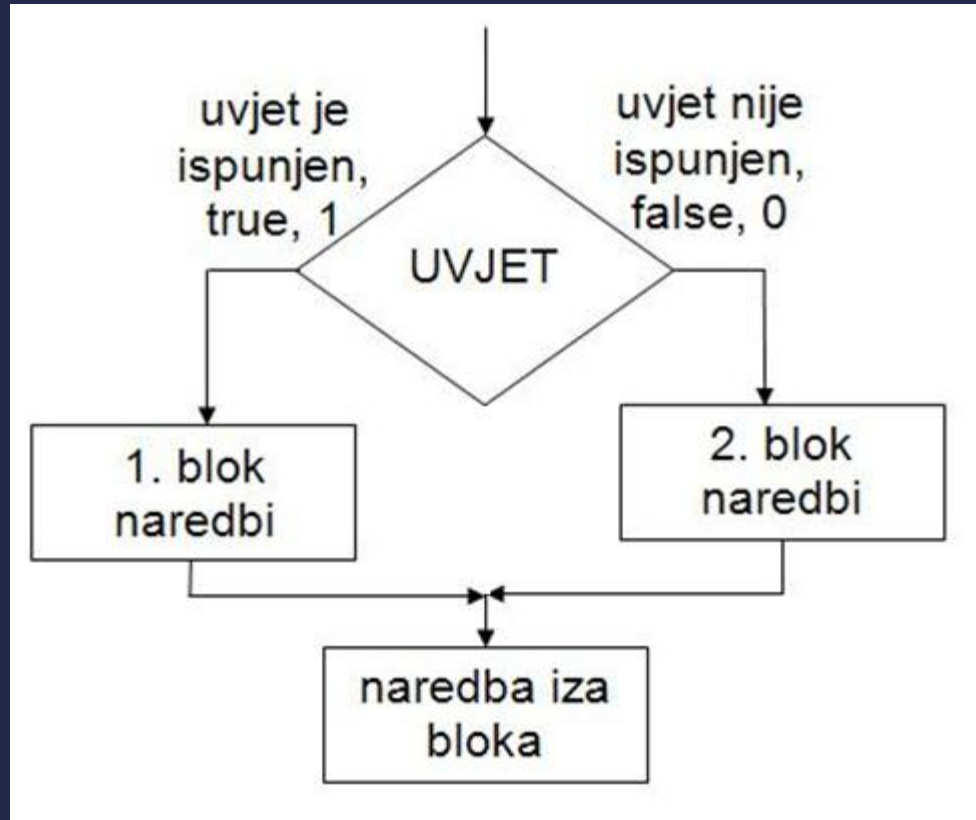 uvjet je
ispunjen,
true, 1
uvjet nije
ispunjen,
false, 0
UVJET
1. blok
naredbi
2. blok
naredbi
naredba iza
bloka